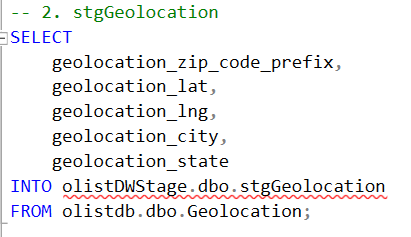 -- 2. stgGeolocation
SELECT
    geolocation_zip_code_prefix,
    geolocation_lat,
    geolocation_lng,
    geolocation_city,
    geolocation_state
INTO olistDWStage.dbo.stgGeolocation
FROM olistdb.dbo.Geolocation;